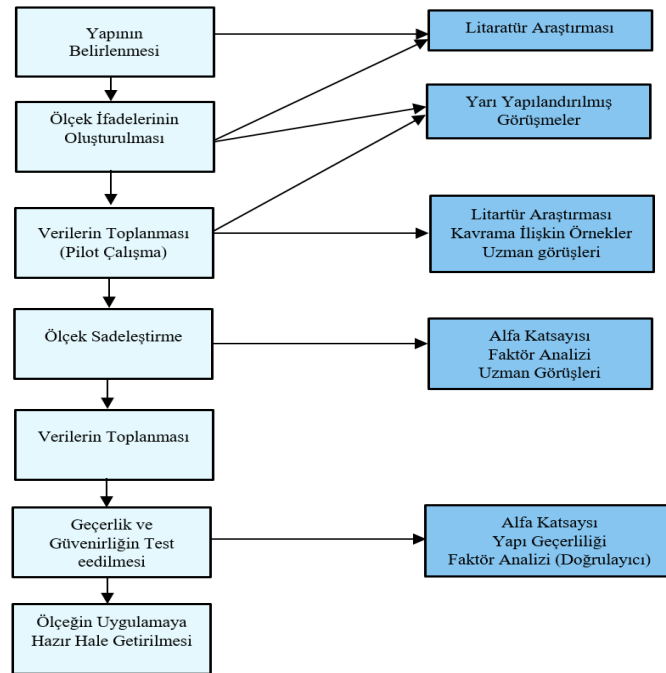 Yapının
Belirlenmesi
Litaratür Araştırması
Ölçek İfadelerinin
Oluşturulması
Yarı Yapılandırılmış
Görüşmeler
Verilerin Toplanması
(Pilot Çalışma)
Litartür Araştırması
Kavrama İlişkin Örnekler
Uzman görüşleri
Ölçek Sadeleştirme
Alfa Katsayısı
Faktör Analizi
Uzman Görüşleri
Verilerin Toplanması
Geçerlik ve
Güvenirliğin Test
eedilmesi
Alfa Katsaysı
Yapı Geçerliliği
Faktör Analizi (Doğrulayıcı)
Ölçeğin Uygulamaya
Hazır Hale Getirilmesi